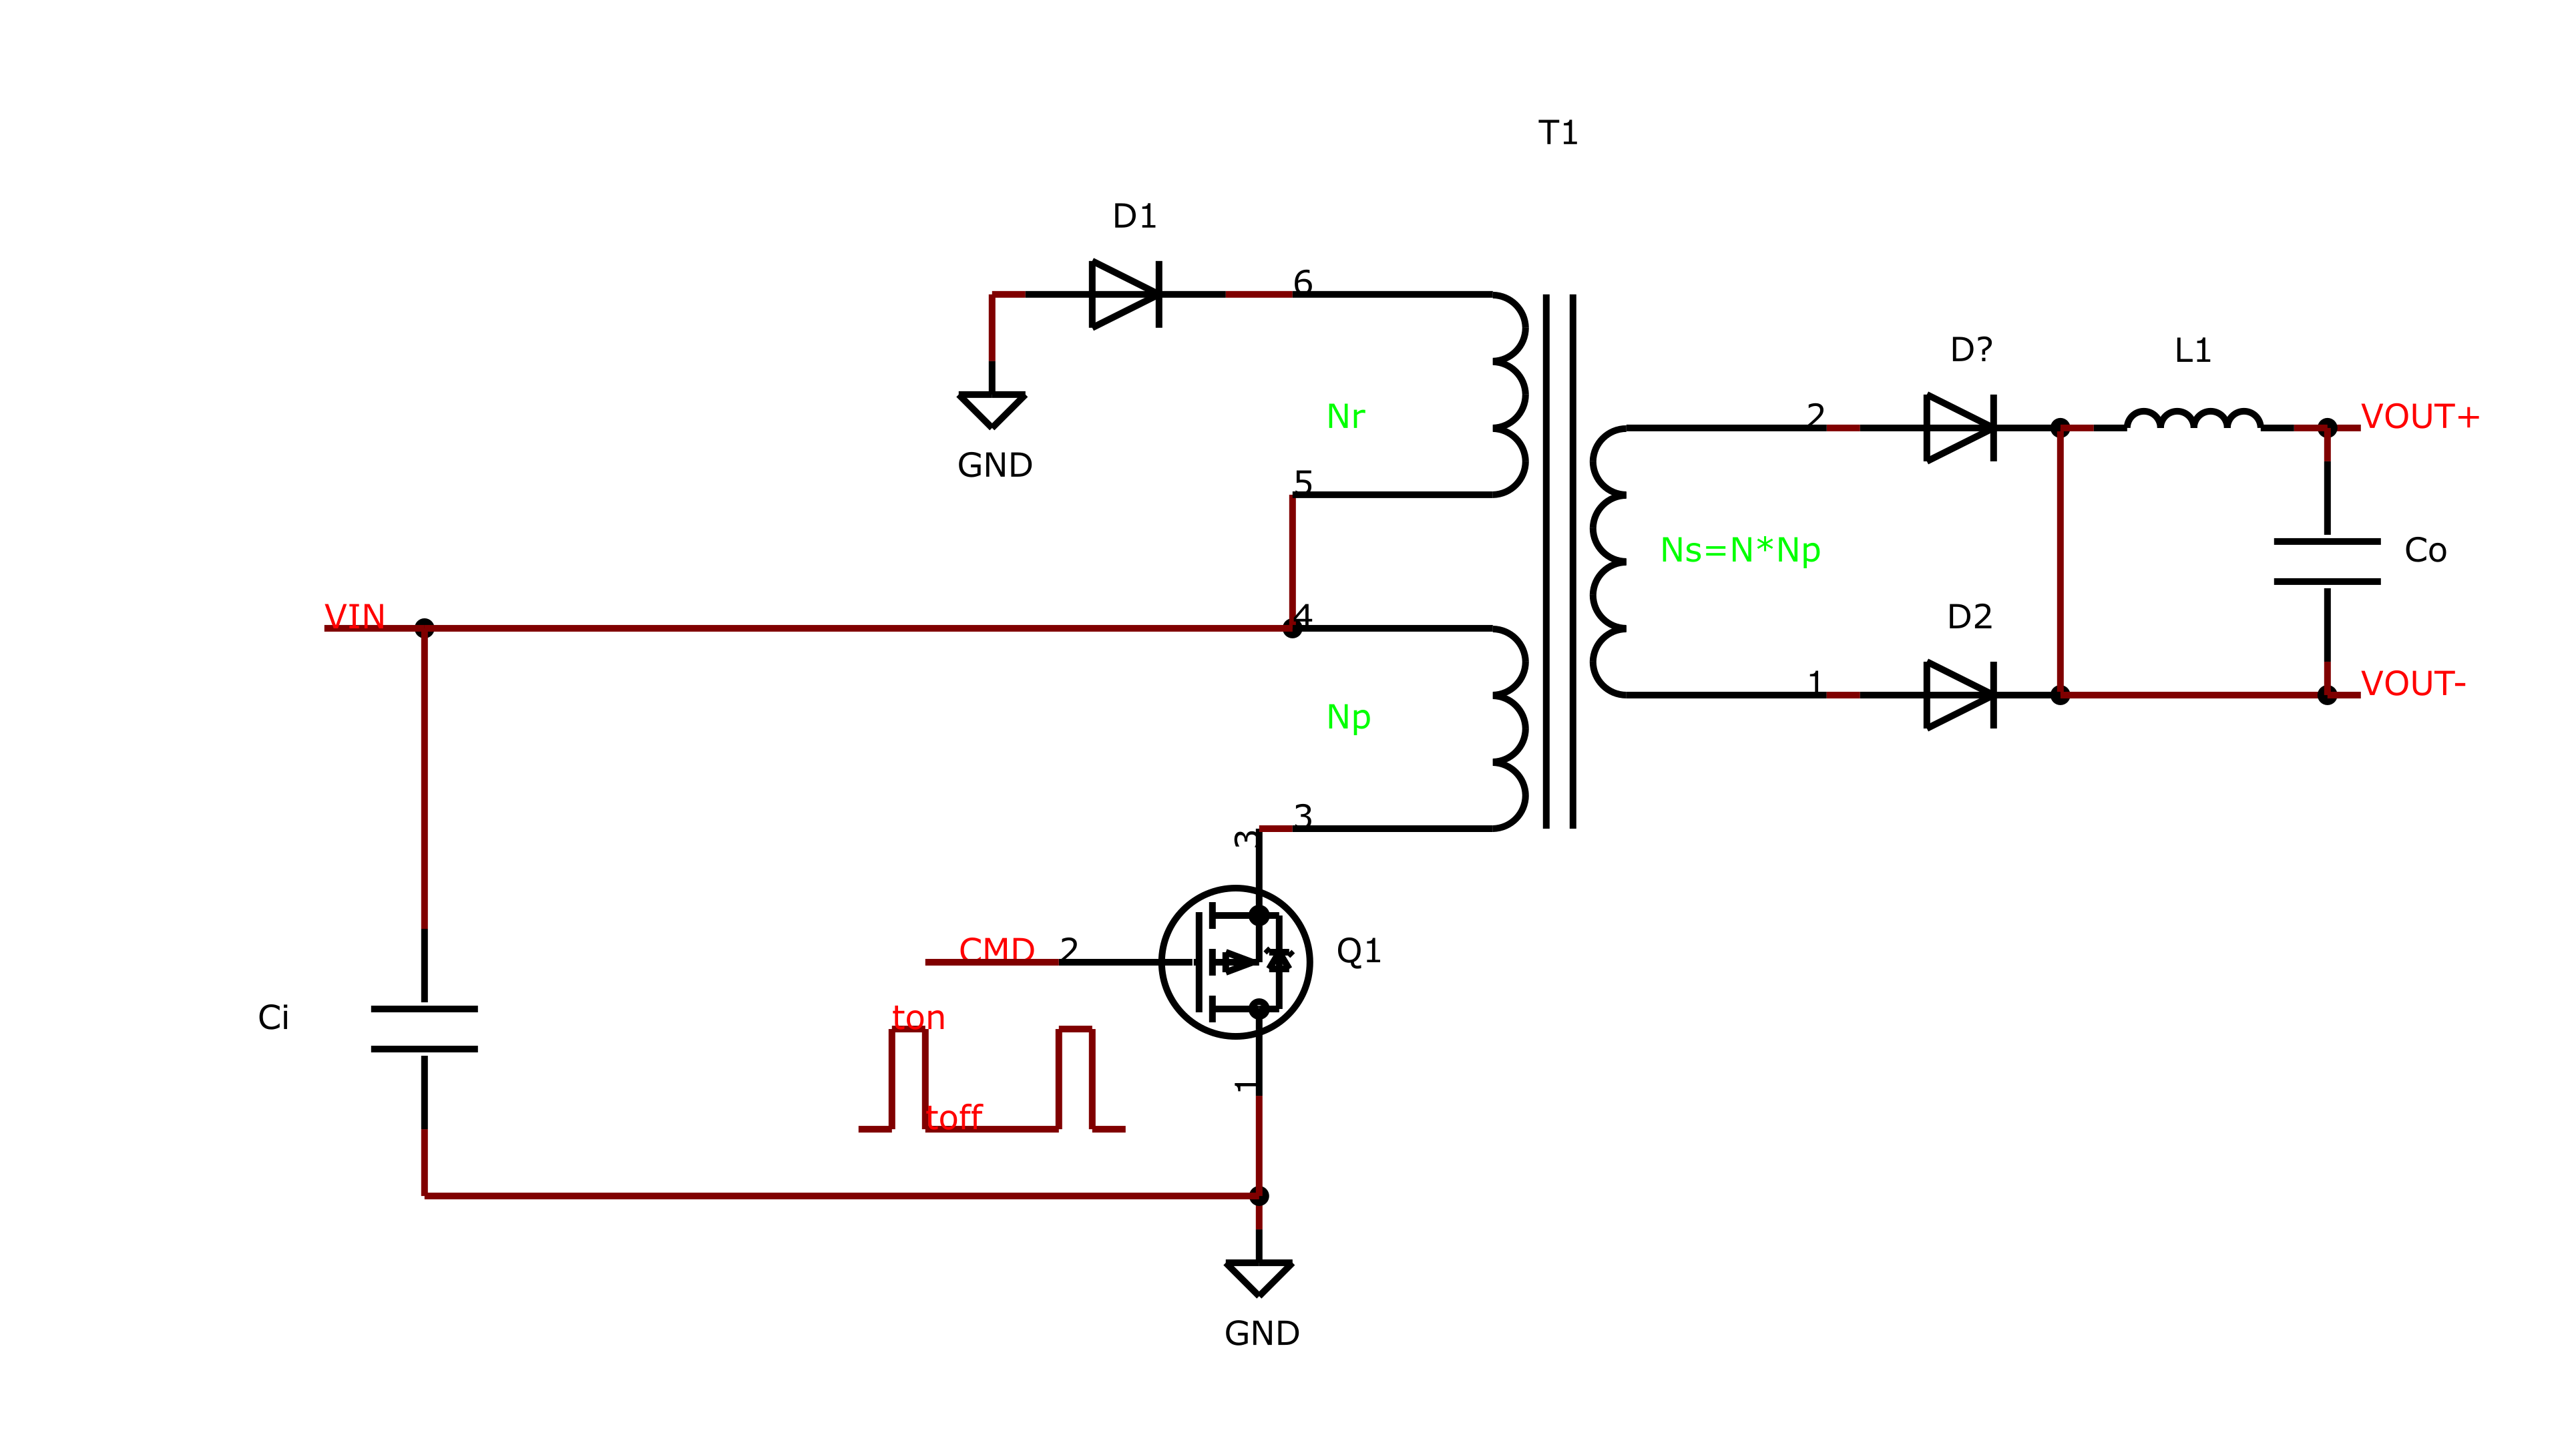 T1
D1
6
D?
L1
2
VOUT+
Nr
GND
5
Ns=N*Np
Co
VIN
4
D2
1
VOUT-
Np
3
3
CMD
2
Q1
ton
Ci
toff
1
GND